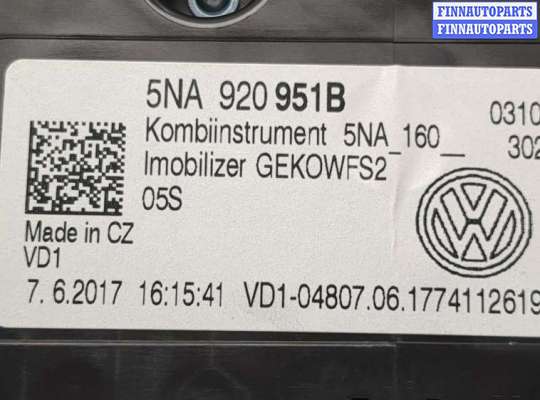 FINNAUTOPARTS
FINNAUTOPARTS
5NA 920 951B
0310
Kombiinstrument 5NA_160__ 302
Imobilizer GEKOWFS2
05S
Made in CZ
VD1
7. 6.2017 16:15:41 VD1-04807.06.1774112619